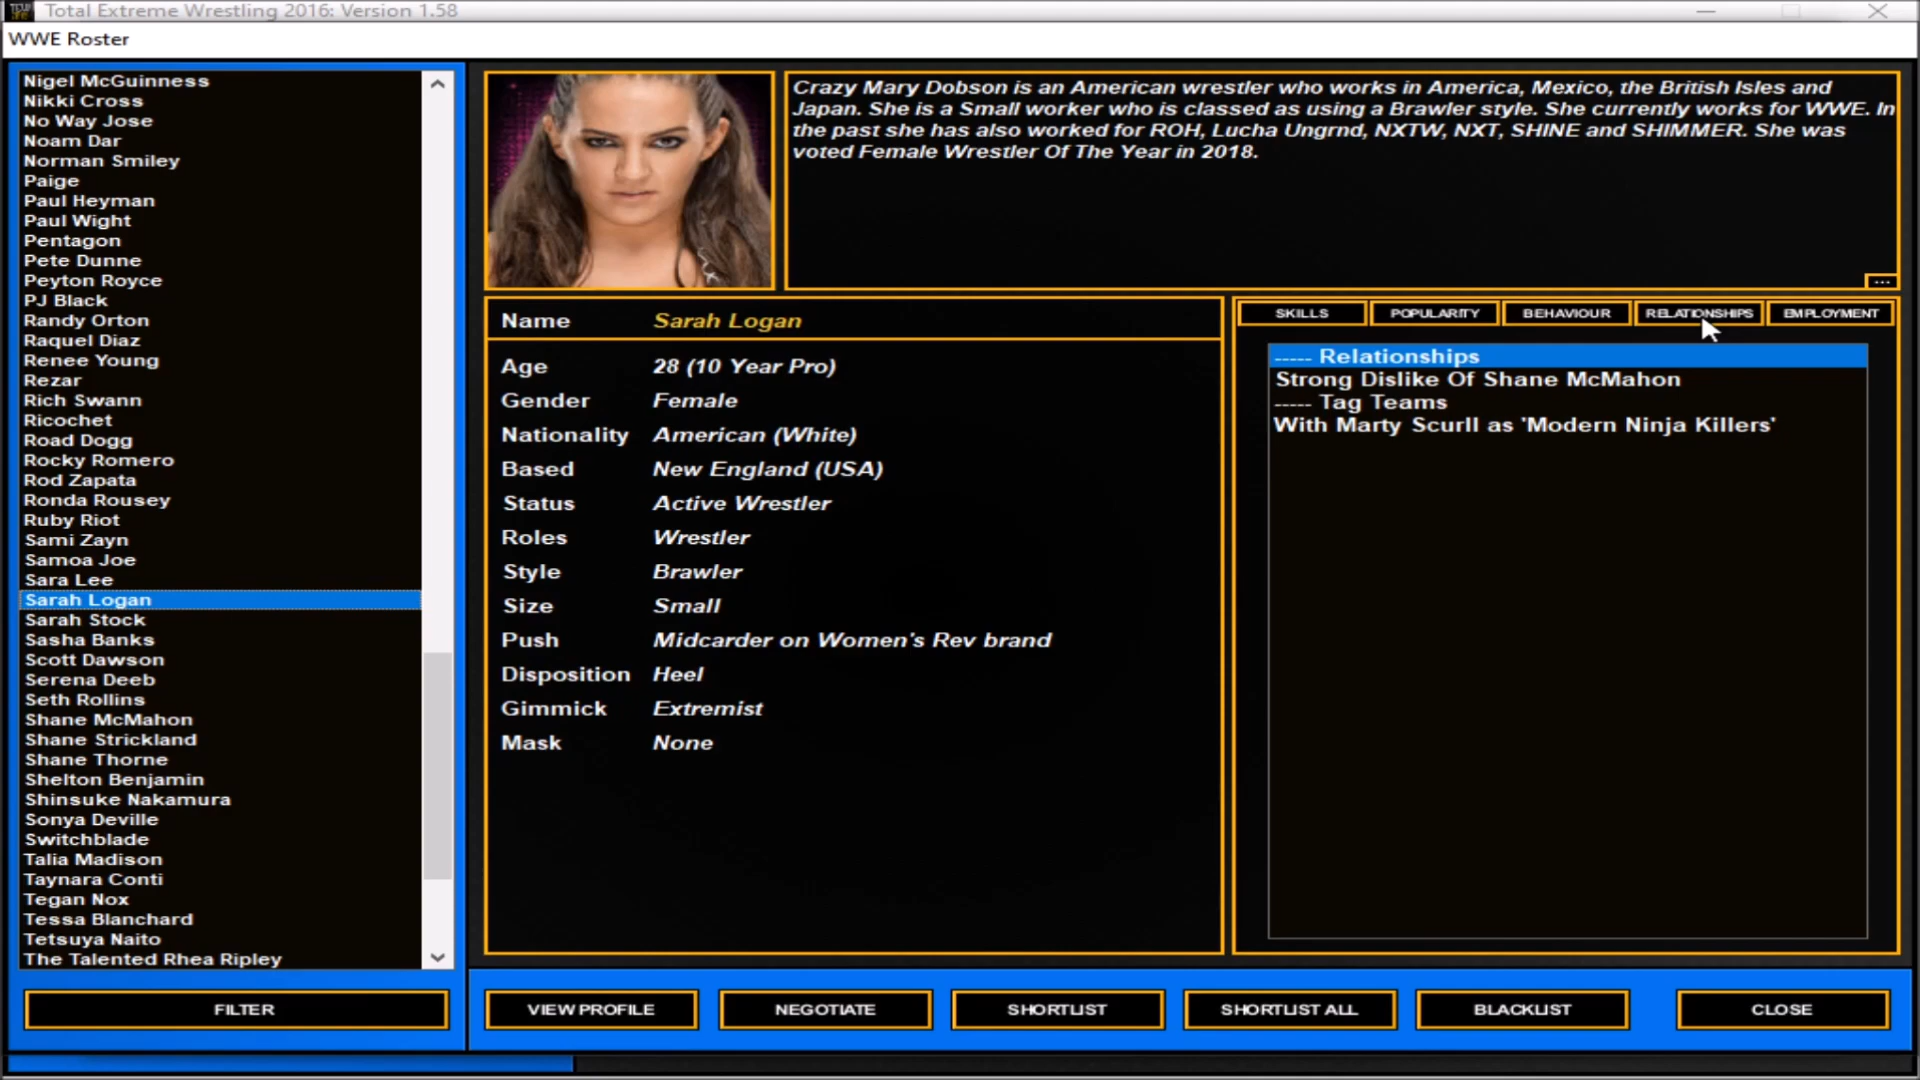 Total Extreme Wrestling 2016: Version 1.58
WWE Roster
Nigel McGuinness
Nikki Cross
No Way Jose
Noam Dar
Norman Smiley
Paige
Paul Heyman
Paul Wight
Pentagon
Pete Dunne
Peyton Royce
PJ Black
Randy Orton
Raquel Diaz
Renee Young
Rezar
Rich Swann
Ricochet
Road Dogg
Rocky Romero
Rod Zapata
Ronda Rousey
Ruby Riot
Sami Zayn
Samoa Joe
Sara Lee
Sarah Logan
Sarah Stock
Sasha Banks
Scott Dawson
Serena Deeb
Seth Rollins
Shane McMahon
Shane Strickland
Shane Thorne
Shelton Benjamin
Shinsuke Nakamura
Sonya Deville
Switchblade
Talia Madison
Taynara Conti
Tegan Nox
Tessa Blanchard
Tetsuya Naito
The Talented Rhea Ripley
FILTER
Crazy Mary Dobson is an American wrestler who works in America, Mexico, the British Isles and
Japan. She is a Small worker who is classed as using a Brawler style. She currently works for WWE. In
the past she has also worked for ROH, Lucha Ungrnd, NXTW, NXT, SHINE and SHIMMER. She was
voted Female Wrestler Of The Year in 2018.
...
Name Sarah Logan
Age 28 (10 Year Pro)
Gender Female
Nationality American (White)
Based New England (USA)
Status Active Wrestler
Roles Wrestler
Style Brawler
Size Small
Push Midcarder on Women's Rev brand
Disposition Heel
Gimmick Extremist
Mask None
SKILLS POPULARITY BEHAVIOUR RELATIONSHIPS EMPLOYMENT
----- Relationships
Strong Dislike Of Shane McMahon
----- Tag Teams
With Marty Scurll as 'Modern Ninja Killers'
VIEW PROFILE NEGOTIATE SHORTLIST SHORTLIST ALL BLACKLIST CLOSE